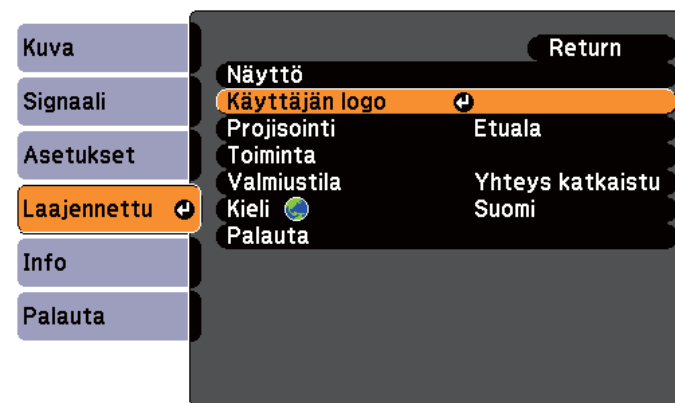 Kuva
Signaali
Asetukset
Laajennettu
Info
Palauta
Return
Näyttö
Käyttäjän logo
Projisointi Etuala
Toiminta
Valmiustila Yhteys katkaistu
Kieli Suomi
Palauta